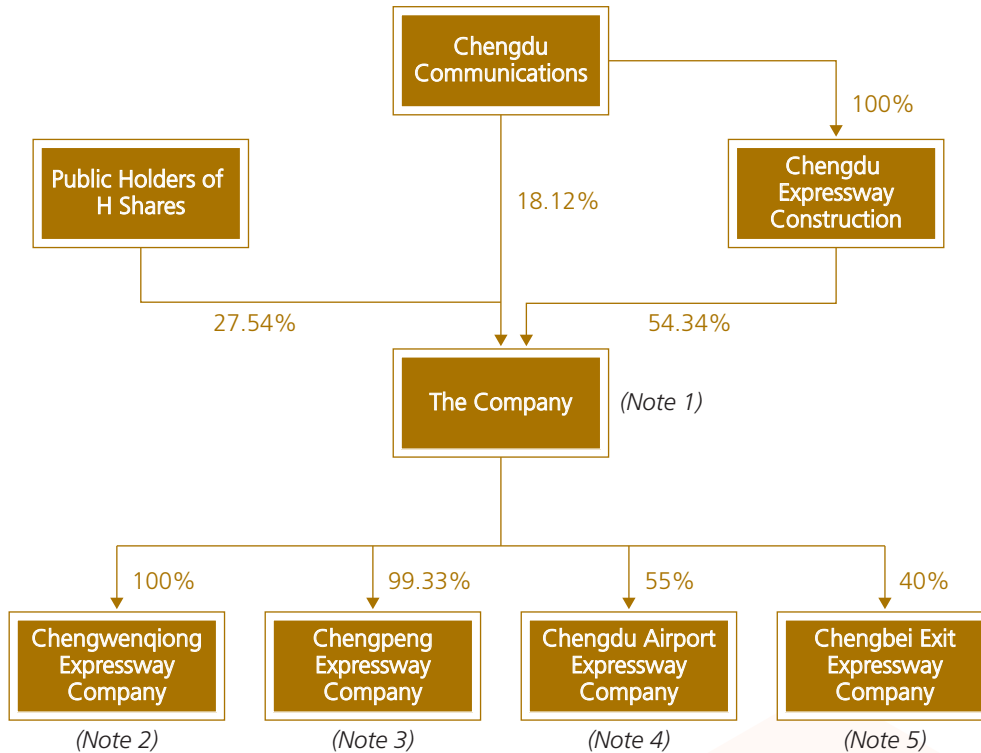 Chengdu
Communications
100%
Public Holders of
H Shares
18.12%
Chengdu
Expressway
Construction
27.54%
54.34%
The Company
(Note 1)
100%
99.33%
55%
40%
Chengwenqiong
Expressway
Company
Chengpeng
Expressway
Company
Chengdu Airport
Expressway
Company
Chengbei Exit
Expressway
Company
(Note 2)
(Note 3)
(Note 4)
(Note 5)